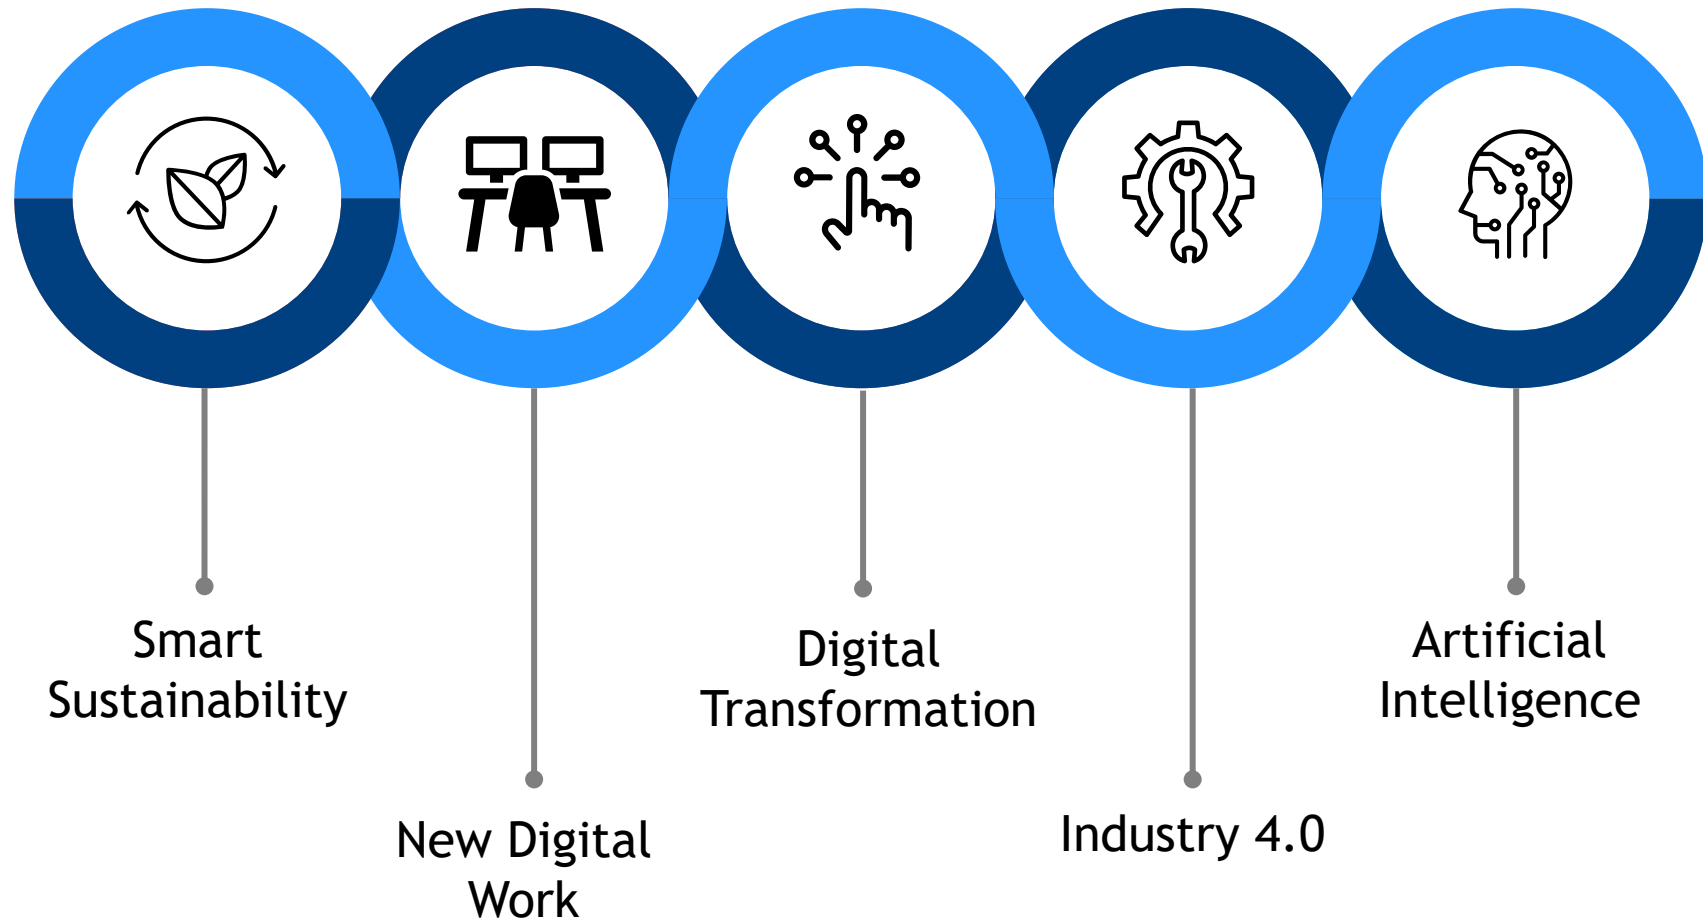 Smart
Sustainability
New Digital
Work
Digital
Transformation
Industry 4.0
Artificial
Intelligence